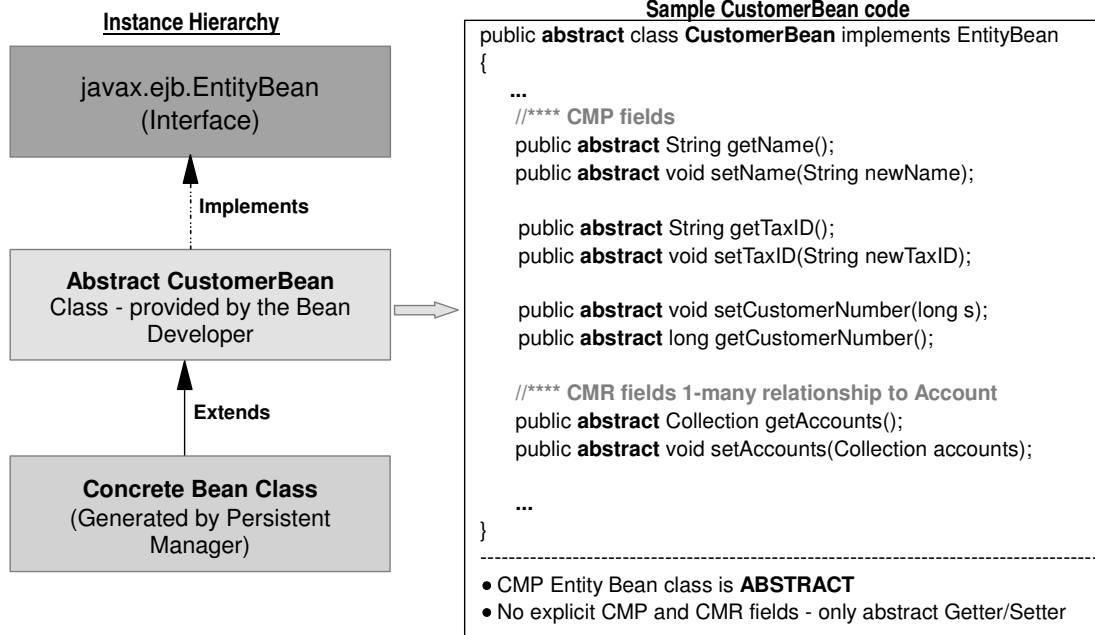 Instance Hierarchy
javax.ejb.EntityBean
(Interface)
Implements
Abstract CustomerBean
Class - provided by the Bean
Developer
Extends
Concrete Bean Class
(Generated by Persistent
Manager)
Sample CustomerBean code
public abstract class CustomerBean implements EntityBean
{
...
//**** CMP fields
public abstract String getName();
public abstract void setName(String newName);
public abstract String getTaxID();
public abstract void setTaxID(String newTaxID);
public abstract void setCustomerNumber(long s);
public abstract long getCustomerNumber();
//**** CMR fields 1-many relationship to Account
public abstract Collection getAccounts();
public abstract void setAccounts(Collection accounts);
...
}
● CMP Entity Bean class is ABSTRACT
● No explicit CMP and CMR fields - only abstract Getter/Setter